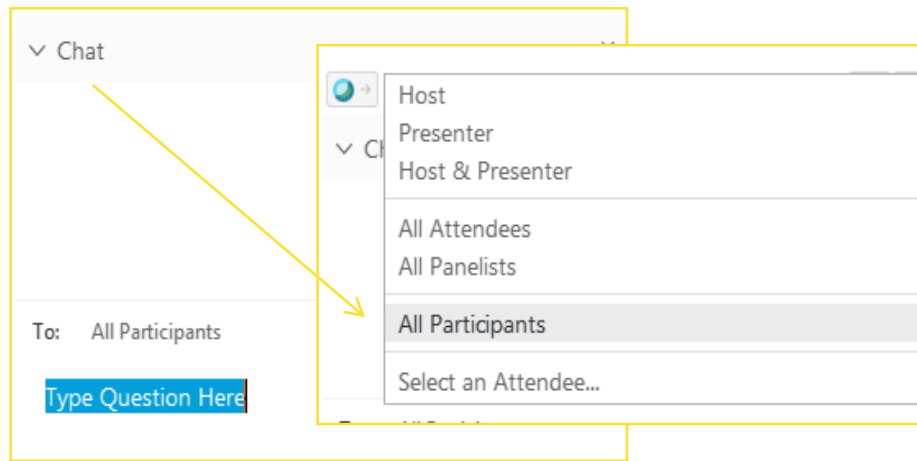 Chat
To: All Participants
Type Question Here
Ch
Host
Presenter
Host & Presenter
All Attendees
All Panelists
All Participants
Select an Attendee...